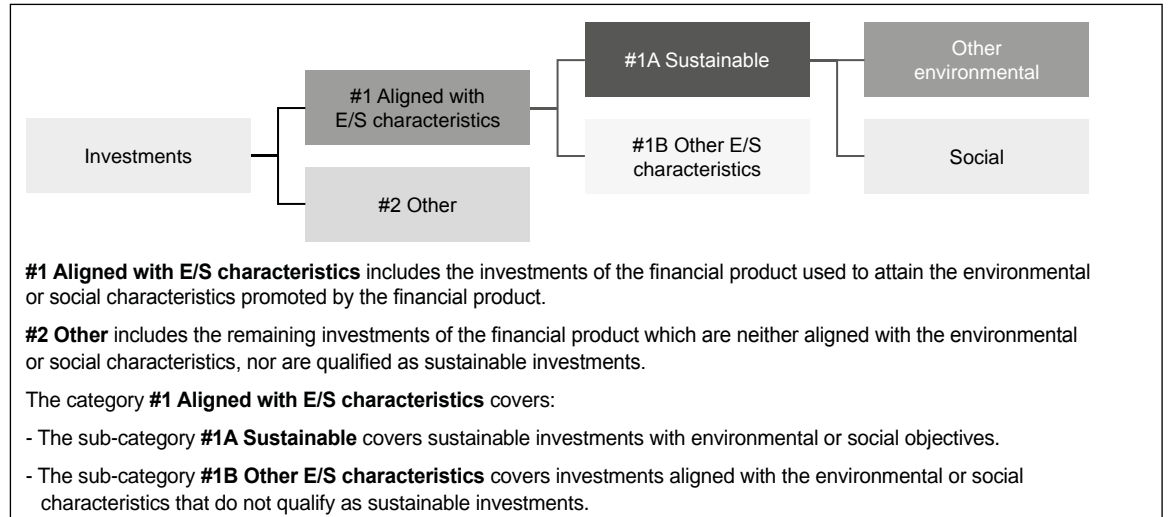 Investments
#1 Aligned with
E/S characteristics
#2 Other
#1A Sustainable
#1B Other E/S
characteristics
Other
environmental
Social
#1 Aligned with E/S characteristics includes the investments of the financial product used to attain the environmental
or social characteristics promoted by the financial product.
#2 Other includes the remaining investments of the financial product which are neither aligned with the environmental
or social characteristics, nor are qualified as sustainable investments.
The category #1 Aligned with E/S characteristics covers:
- The sub-category #1A Sustainable covers sustainable investments with environmental or social objectives.
- The sub-category #1B Other E/S characteristics covers investments aligned with the environmental or social
characteristics that do not qualify as sustainable investments.